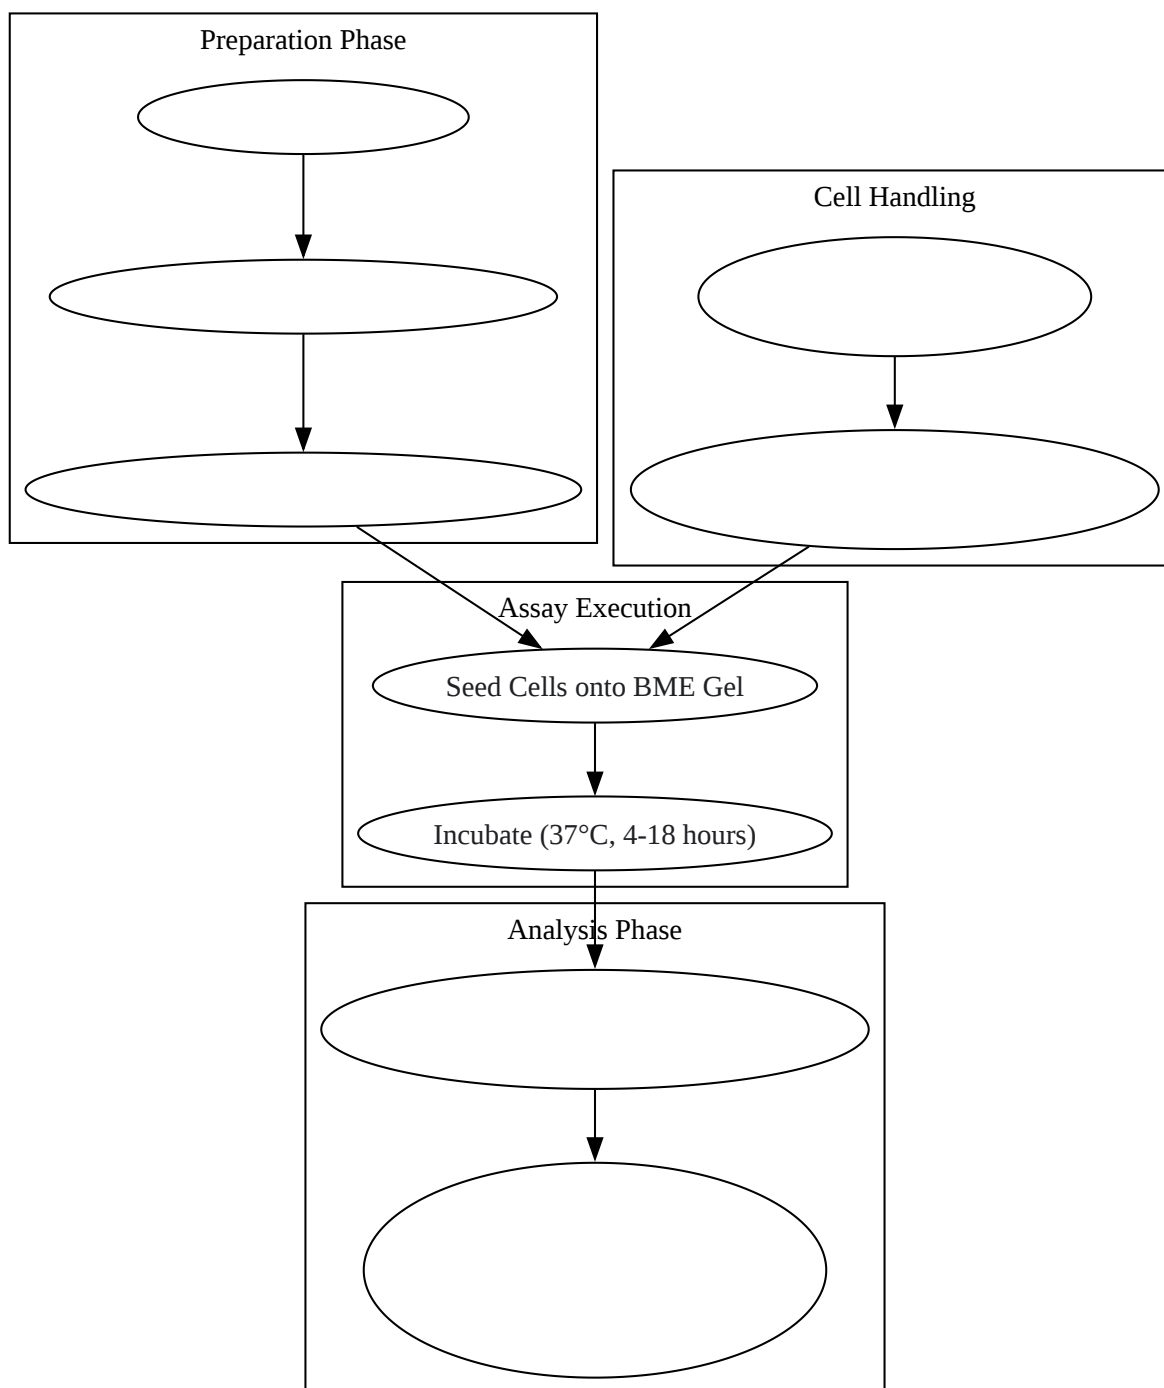 Preparation Phase
Cell Handling
Assay Execution
Seed Cells onto BME Gel
Incubate (37°C, 4-18 hours)
Analysis Phase